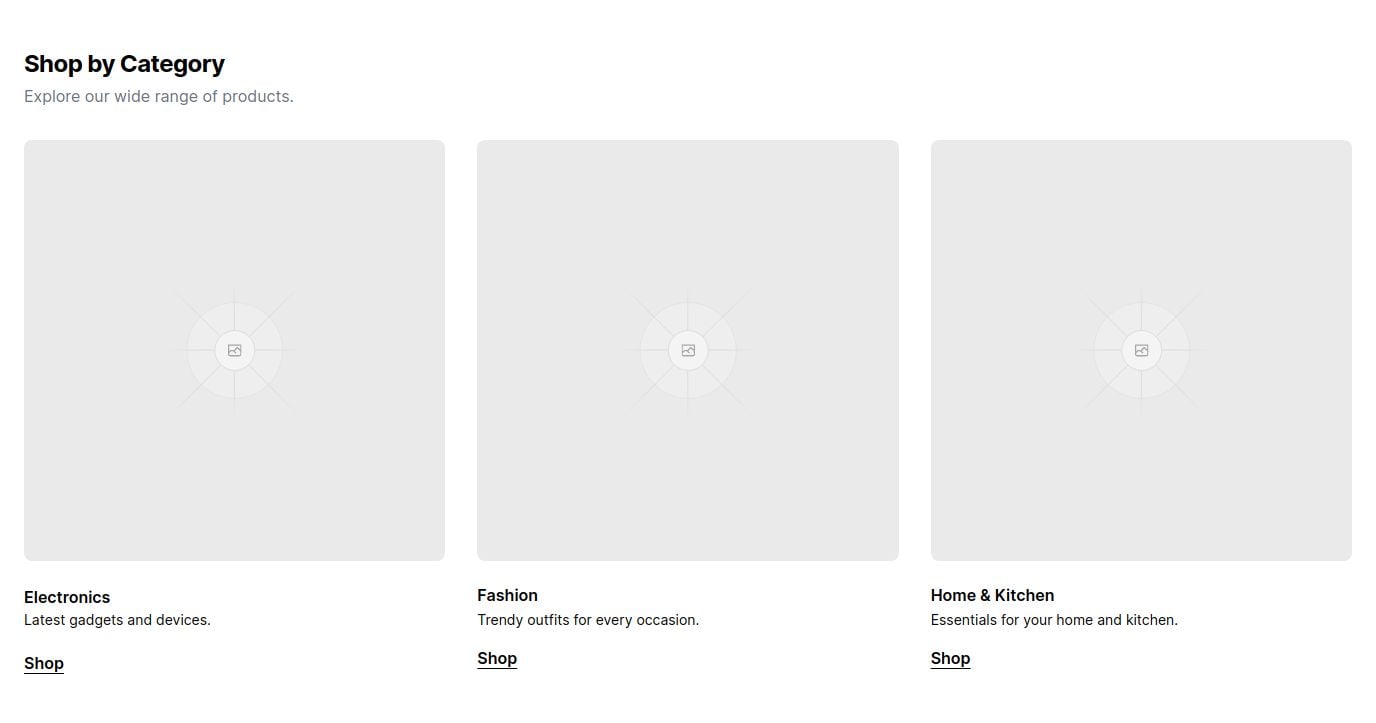 Shop by Category
Explore our wide range of products.
Electronics
Latest gadgets and devices.
Shop
Fashion
Trendy outfits for every occasion.
Shop
Home & Kitchen
Essentials for your home and kitchen.
Shop